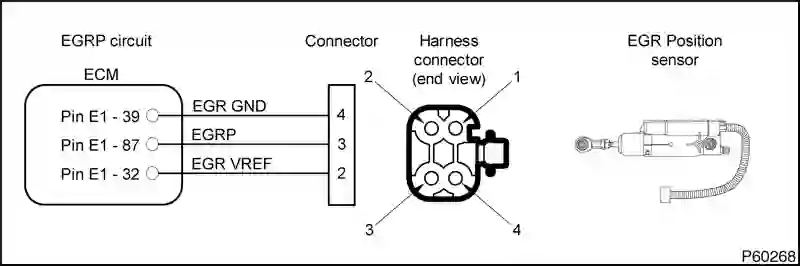 EGRP circuit
ECM
Pin E1 - 39
Pin E1 - 87
Pin E1 - 32
EGR GND
EGRP
EGR VREF
Connector
4
3
2
Harness
connector
(end view)
2
1
3
4
EGR Position
sensor
P60268